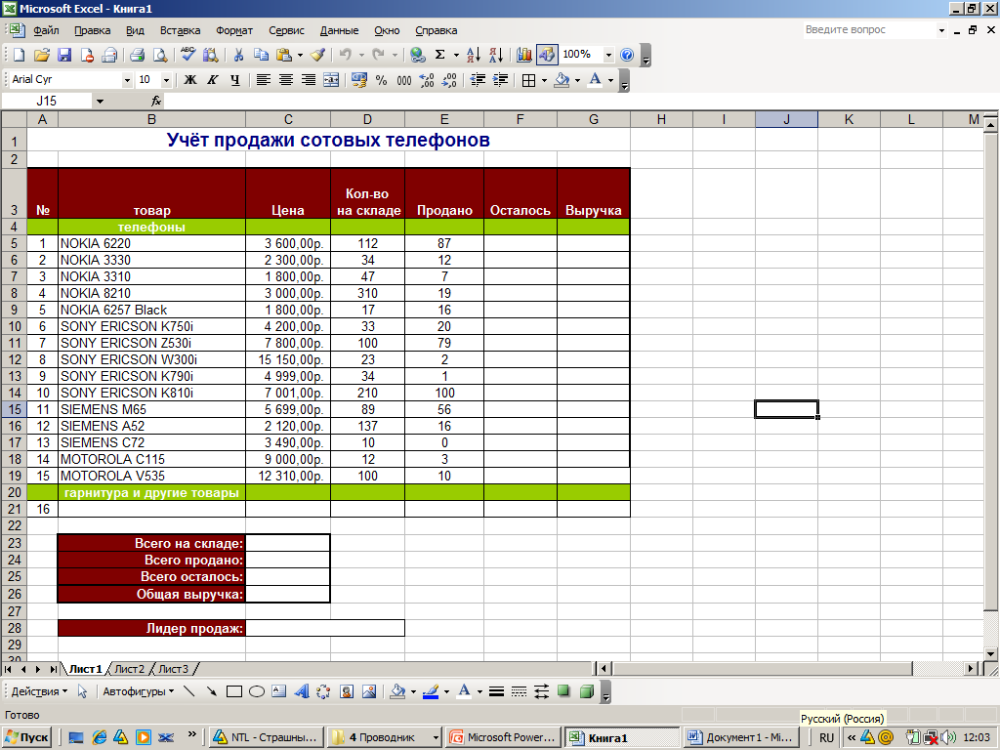 Microsoft Excel - Книга1
Файл Правка Вид Вставка Формат Сервис Данные Окно Справка Введите вопрос
100%
Arial Cyr 10 Ж К Ч % 000
J15 fx
A B C D E F G H I J K L M
1 Учёт продажи сотовых телефонов
2
3 № товар Цена Кол-во на складе Продано Осталось Выручка
4 телефоны
5 1 NOKIA 6220 3 600,00р. 112 87
6 2 NOKIA 3330 2 300,00р. 34 12
7 3 NOKIA 3310 1 800,00р. 47 7
8 4 NOKIA 8210 3 000,00р. 310 19
9 5 NOKIA 6257 Black 1 800,00р. 17 16
10 6 SONY ERICSON K750i 4 200,00р. 33 20
11 7 SONY ERICSON Z530i 7 800,00р. 100 79
12 8 SONY ERICSON W300i 15 150,00р. 23 2
13 9 SONY ERICSON K790i 4 999,00р. 34 1
14 10 SONY ERICSON K810i 7 001,00р. 210 100
15 11 SIEMENS M65 5 699,00р. 89 56
16 12 SIEMENS A52 2 120,00р. 137 16
17 13 SIEMENS C72 3 490,00р. 10 0
18 14 MOTOROLA C115 9 000,00р. 12 3
19 15 MOTOROLA V535 12 310,00р. 100 10
20 гарнитура и другие товары
21 16
22
23 Всего на складе:
24 Всего продано:
25 Всего осталось:
26 Общая выручка:
27
28 Лидер продаж:
29
30
Лист1 Лист2 Лист3
Действия Автофигуры
Готово
Русский (Россия)
Пуск » NTL - Страшны... 4 Проводник Microsoft Power... Книга1 Документ1 - Mi... RU « 12:03